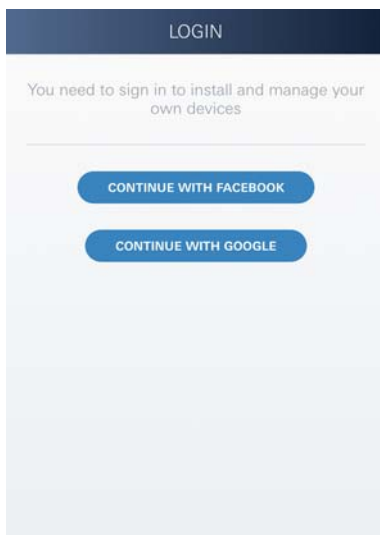 LOGIN
You need to sign in to install and manage your
own devices
CONTINUE WITH FACEBOOK
CONTINUE WITH GOOGLE